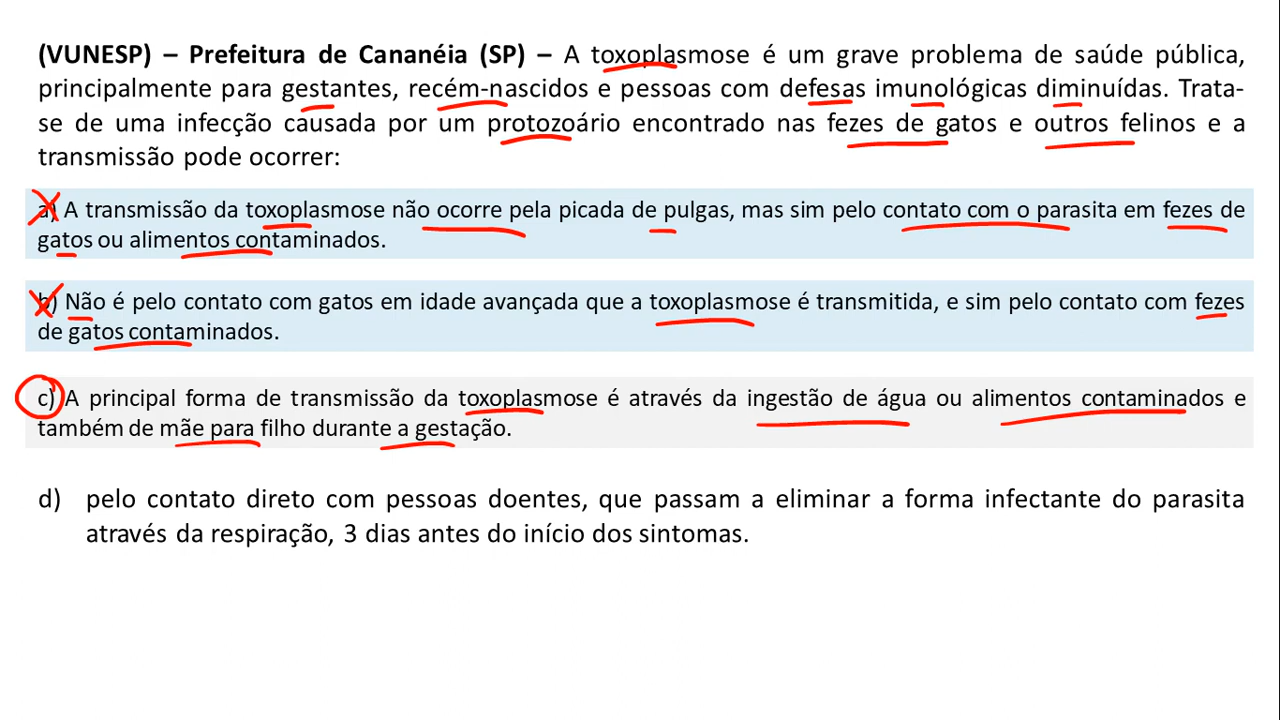 (VUNESP) – Prefeitura de Cananéia (SP) – A toxoplasmose é um grave problema de saúde pública,
principalmente para gestantes, recém-nascidos e pessoas com defesas imunológicas diminuídas. Trata-
se de uma infecção causada por um protozoário encontrado nas fezes de gatos e outros felinos e a
transmissão pode ocorrer:
a) A transmissão da toxoplasmose não ocorre pela picada de pulgas, mas sim pelo contato com o parasita em fezes de
gatos ou alimentos contaminados.
b) Não é pelo contato com gatos em idade avançada que a toxoplasmose é transmitida, e sim pelo contato com fezes
de gatos contaminados.
c) A principal forma de transmissão da toxoplasmose é através da ingestão de água ou alimentos contaminados e
também de mãe para filho durante a gestação.
d) pelo contato direto com pessoas doentes, que passam a eliminar a forma infectante do parasita
através da respiração, 3 dias antes do início dos sintomas.